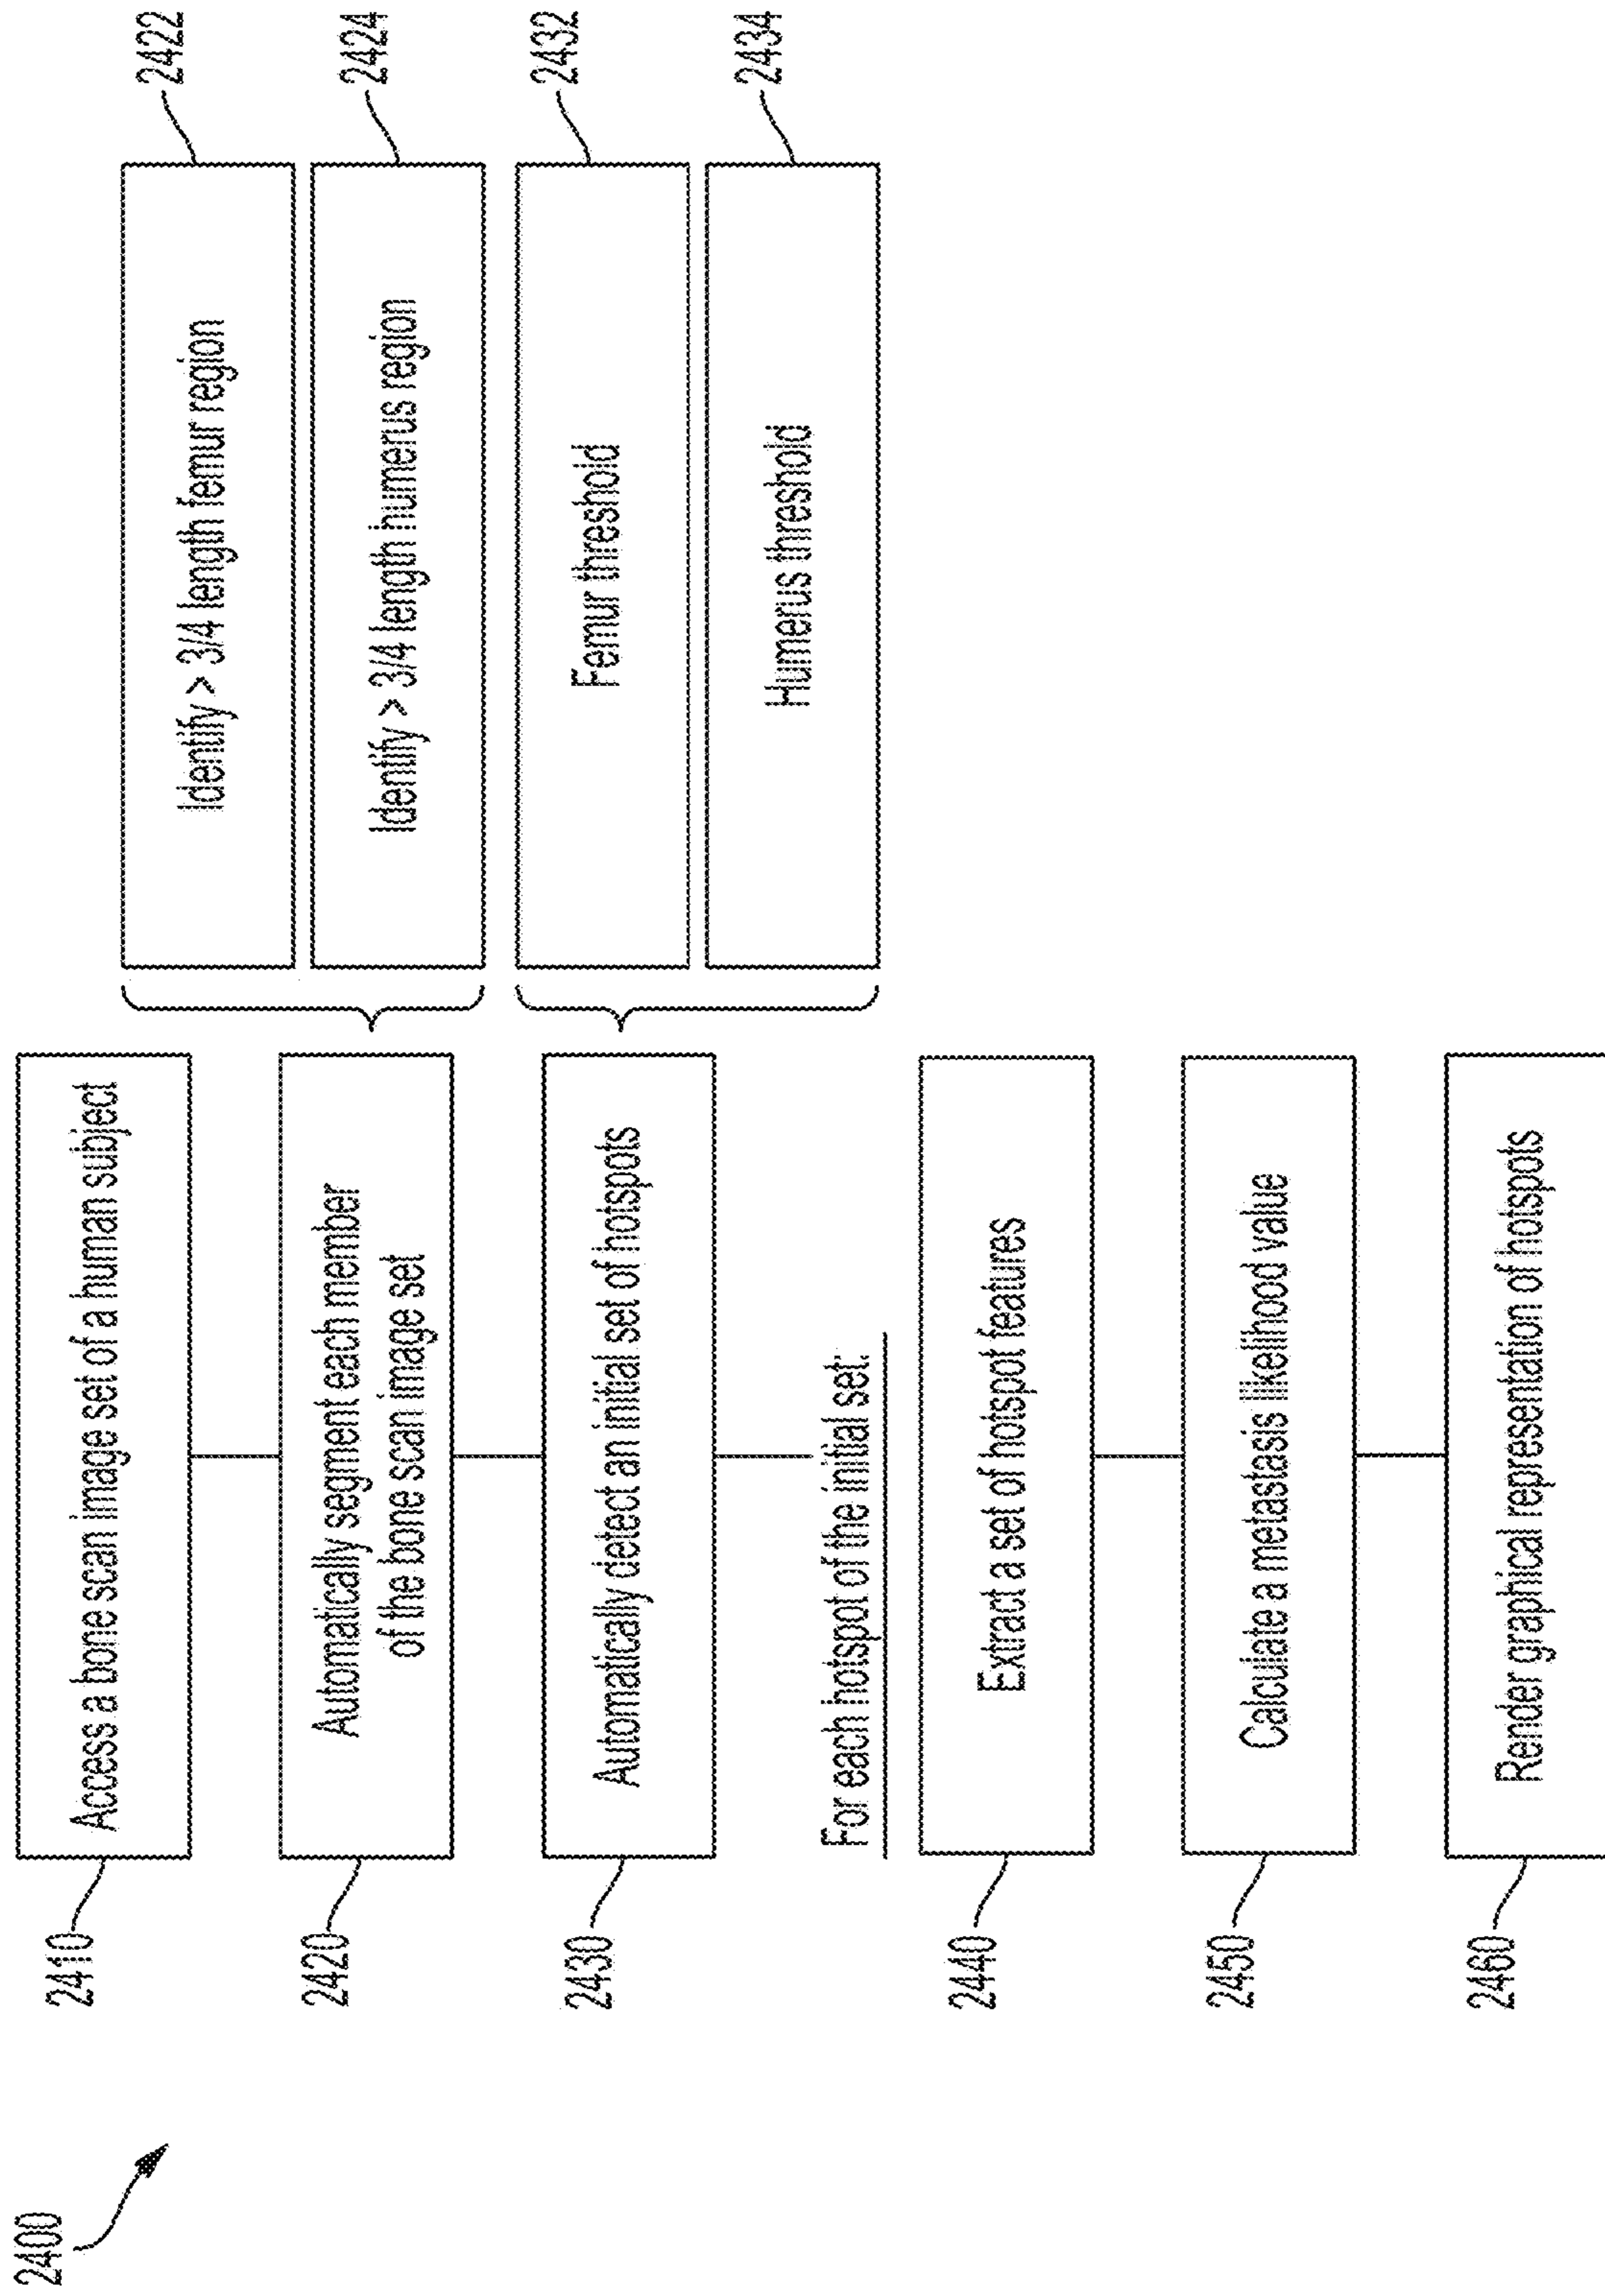 2400
2410
Access a bone scan image set of a human subject
2420
Automatically segment each member
of the bone scan image set
Identify > 3/4 length femur region
2422
Identify > 3/4 length humerus region
2424
2430
Automatically detect an initial set of hotspots
Femur threshold
2432
Humerus threshold
2434
For each hotspot of the initial set:
2440
Extract a set of hotspot features
2450
Calculate a metastasis likelihood value
2460
Render graphical representation of hotspots